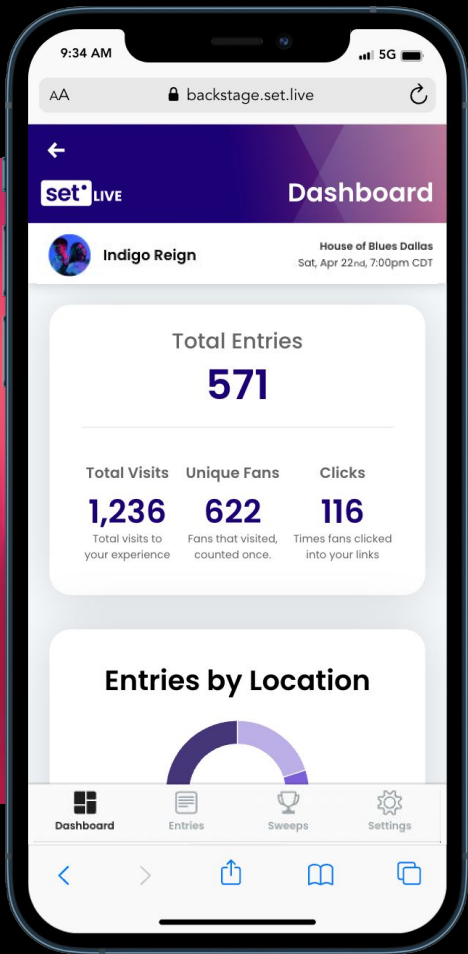 9:34 AM
5G
AA
backstage.set.live
set LIVE
Dashboard
Indigo Reign
House of Blues Dallas
Sat, Apr 22nd, 7:00pm CDT
Total Entries
571
Total Visits
1,236
Total visits to
your experience
Unique Fans
622
Fans that visited,
counted once.
Clicks
116
Times fans clicked
into your links
Entries by Location
Dashboard
Entries
Sweeps
Settings